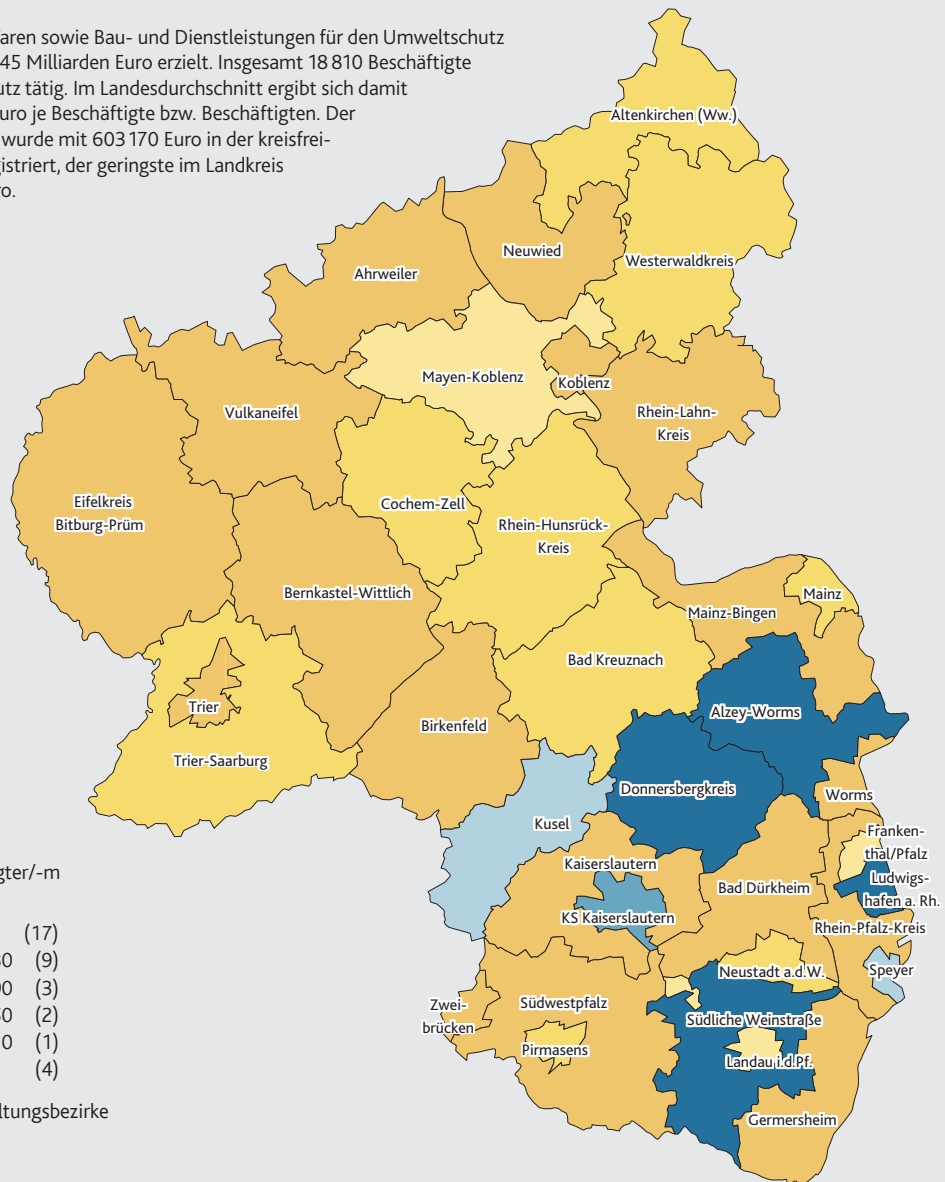 aren sowie Bau- und Dienstleistungen für den Umweltschutz
45 Milliarden Euro erzielt. Insgesamt 18 810 Beschäftigte
tätig. Im Landesdurchschnitt ergibt sich damit
je Beschäftigte bzw. Beschäftigten. Der
wurde mit 603 170 Euro in der kreisfrei-
der geringste im Landkreis
Altenkirchen (Ww.)
Neuwied
Westerwaldkreis
Ahrweiler
Mayen-Koblenz
Koblenz
Vulkaneifel
Rhein-Lahn-
Kreis
Eifelkreis
Bitburg-Prüm
Cochem-Zell
Rhein-Hunsrück-
Kreis
Bernkastel-Wittlich
Mainz
Mainz-Bingen
Bad Kreuznach
Trier
Alzey-Worms
Birkenfeld
Trier-Saarburg
Donnersbergkreis
Worms
Kusel
Franken-
thal/Pfalz
Kaiserslautern
Ludwigs-
hafen a. Rh.
Bad Dürkheim
KS Kaiserslautern
Rhein-Pfalz-Kreis
Neustadt a.d.W.
Speyer
Zwei-
brücken
Südwestpfalz
Südliche Weinstraße
Pirmasens
Landau i.d.Pf.
Germersheim
gter/-m
(17)
(9)
(3)
(2)
(1)
(4)
ltungsbezirke